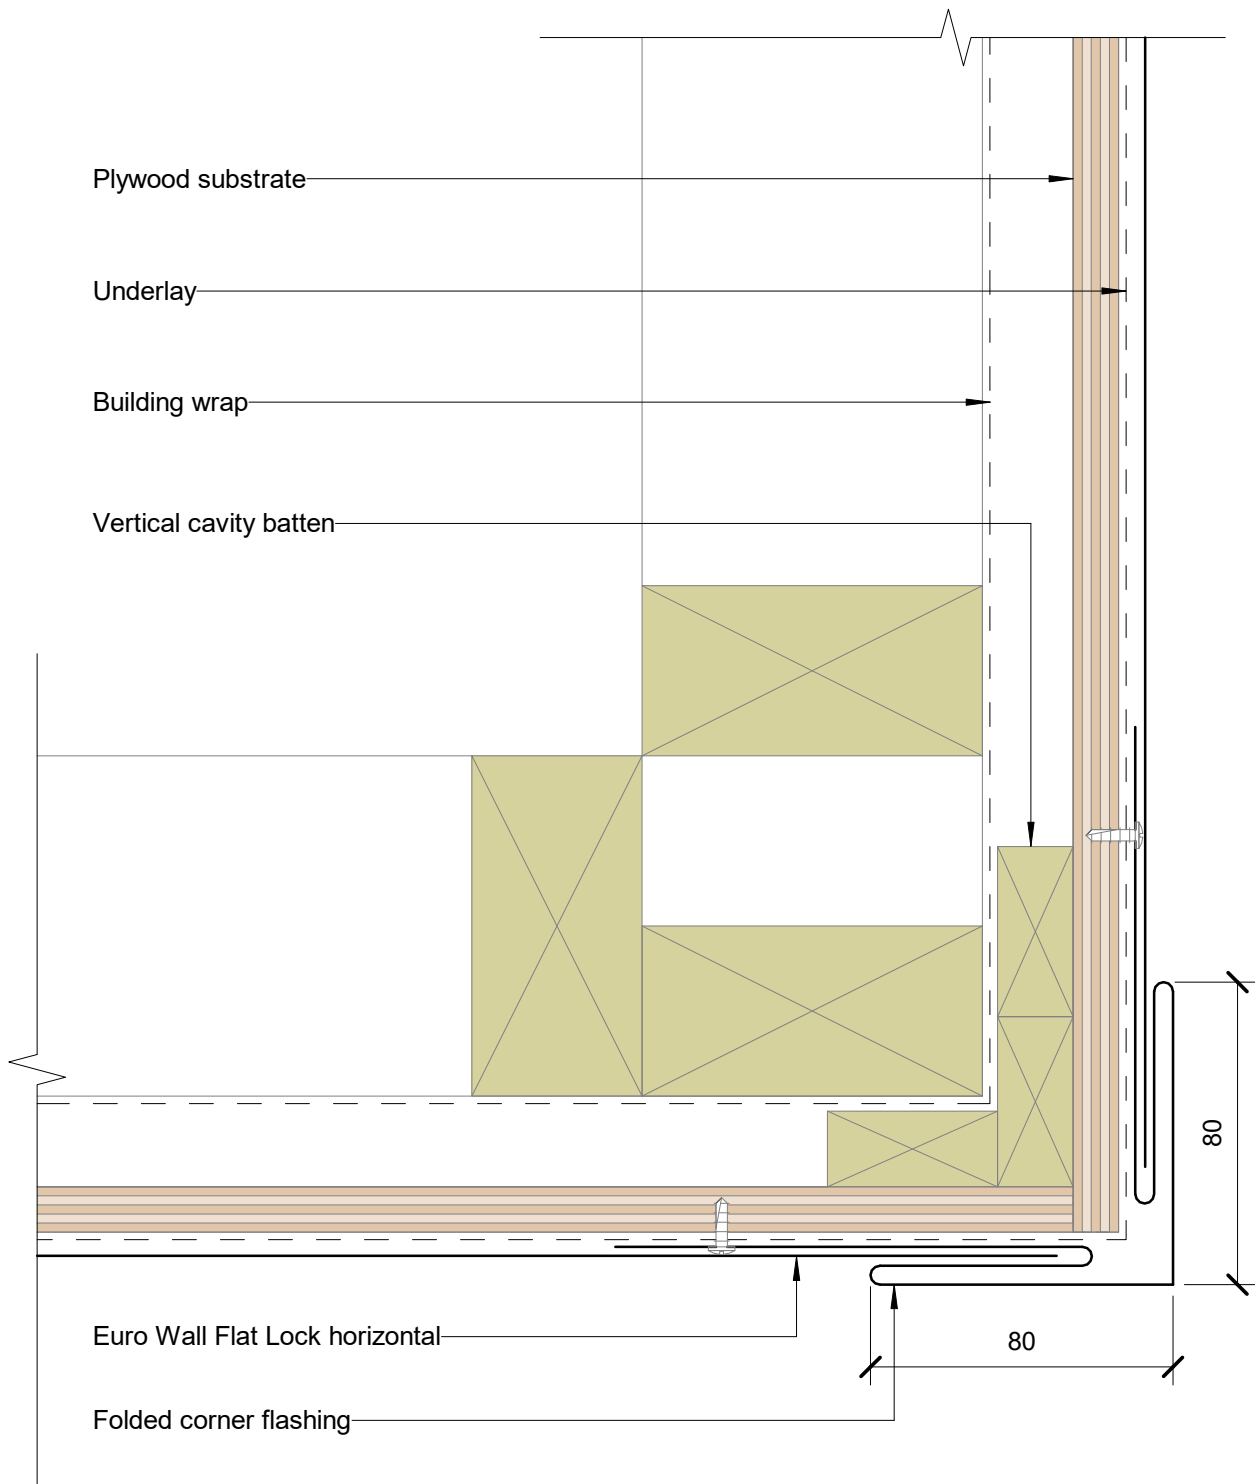 Plywood substrate
Underlay
Building wrap
Vertical cavity batten
80
Euro Wall Flat Lock horizontal
80
Folded corner flashing